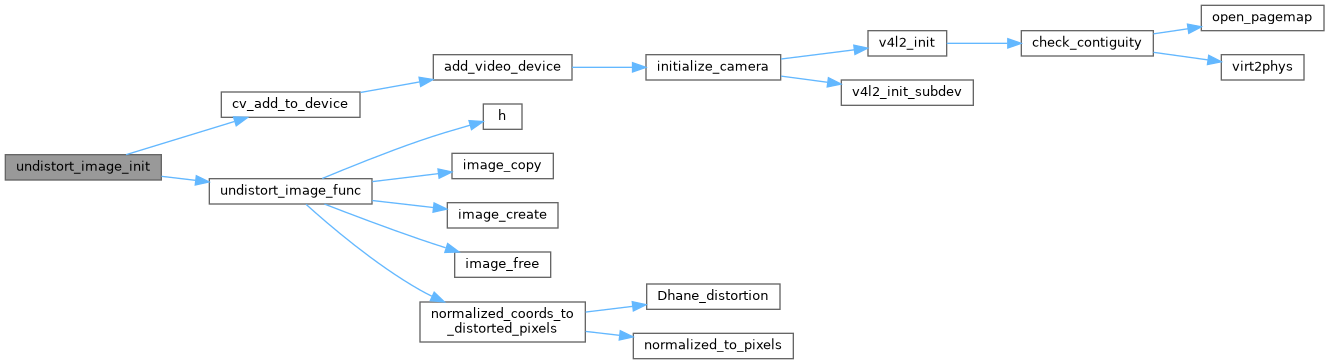 undistort_image_init
cv_add_to_device
add_video_device
initialize_camera
v4l2_init
check_contiguity
open_pagemap
virt2phys
v4l2_init_subdev
undistort_image_func
h
image_copy
image_create
image_free
normalized_coords_to
_distorted_pixels
Dhane_distortion
normalized_to_pixels